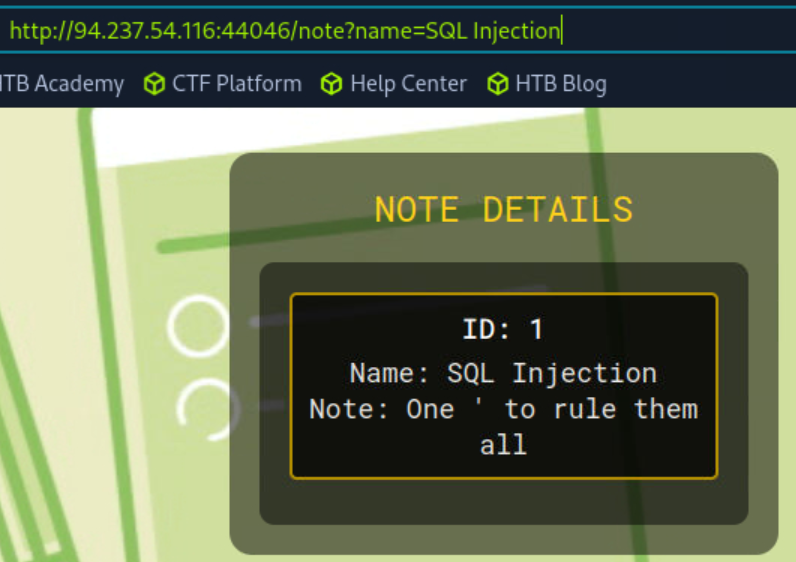 http://94.237.54.116:44046/note?name=SQL Injection
TB Academy CTF Platform Help Center HTB Blog
NOTE DETAILS
ID: 1
Name: SQL Injection
Note: One ' to rule them
all